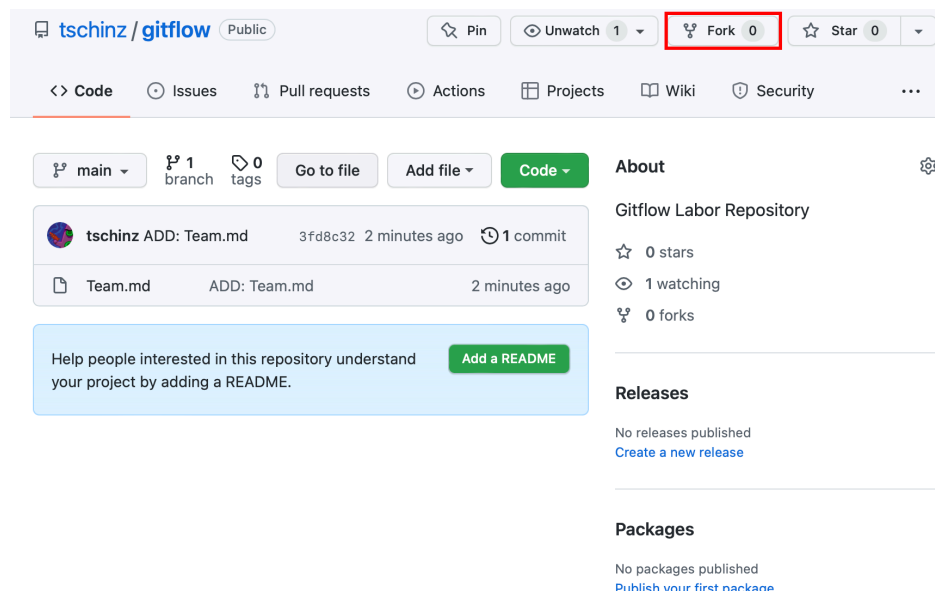 tschinz / gitflow Public Pin Unwatch 1 Fork 0 Star 0
Code Issues Pull requests Actions Projects Wiki Security
main 1 branch 0 tags Go to file Add file Code
tschinz ADD: Team.md 3fd8c32 2 minutes ago 1 commit
Team.md ADD: Team.md 2 minutes ago
Help people interested in this repository understand
your project by adding a README.
Add a README
About
Gitflow Labor Repository
0 stars
1 watching
0 forks
Releases
No releases published
Create a new release
Packages
No packages published
Publish your first package